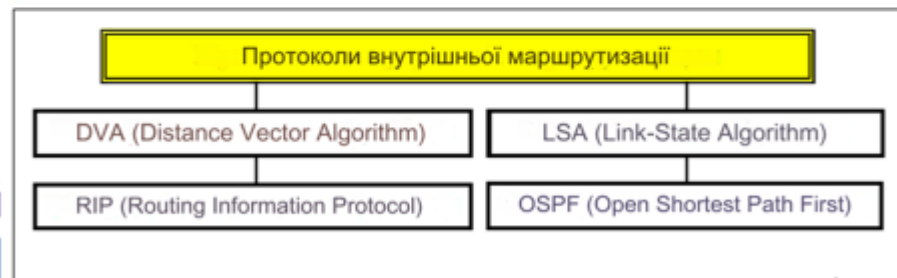 Протоколи внутрішньої маршрутизації
DVA (Distance Vector Algorithm)
LSA (Link-State Algorithm)
RIP (Routing Information Protocol)
OSPF (Open Shortest Path First)